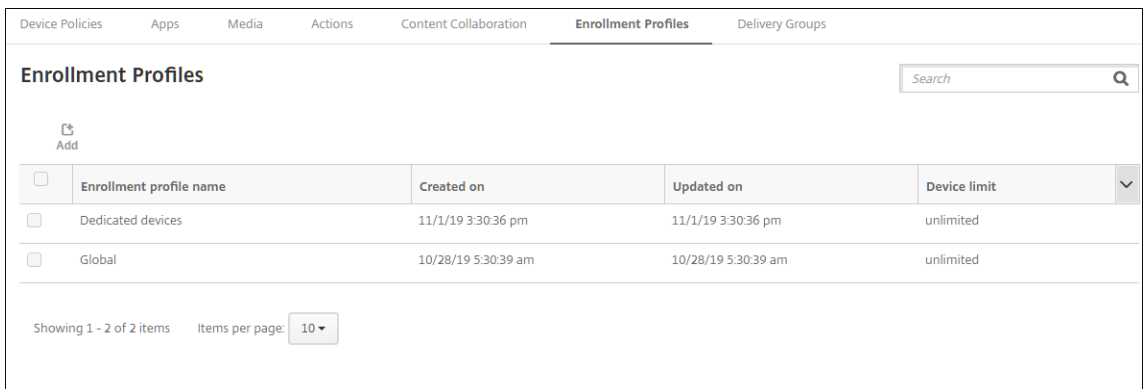 Device Policies Apps Media Actions Content Collaboration Enrollment Profiles Delivery Groups
Enrollment Profiles
Search
Add
Enrollment profile name Created on Updated on Device limit
Dedicated devices 11/1/19 3:30:36 pm 11/1/19 3:30:36 pm unlimited
Global 10/28/19 5:30:39 am 10/28/19 5:30:39 am unlimited
Showing 1 - 2 of 2 items Items per page: 10